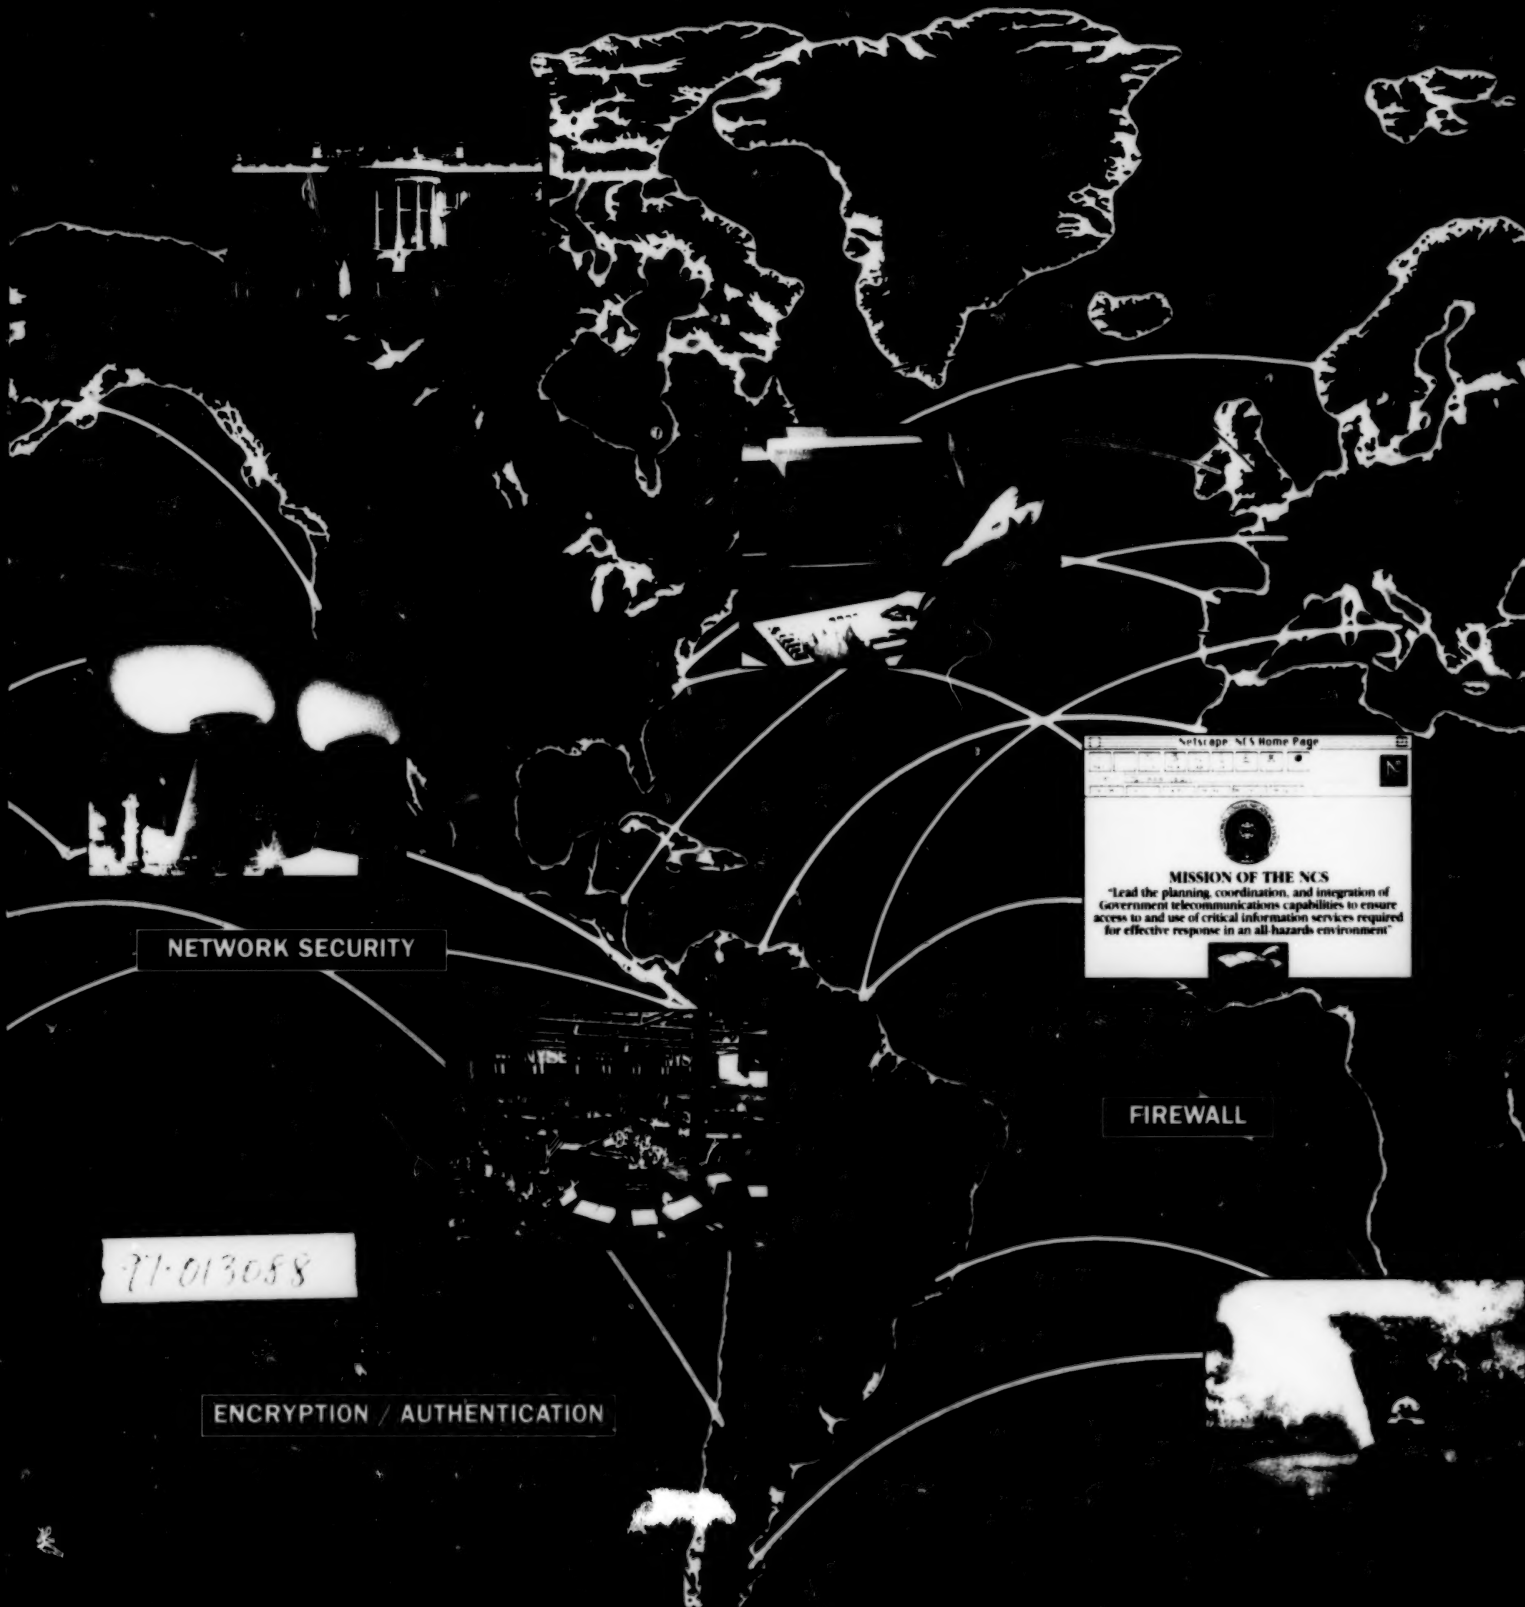 Netscape: NCS Home Page
N
MISSION OF THE NCS
"Lead the planning, coordination, and integration of
Government telecommunications capabilities to ensure
access to and use of critical information services required
for effective response in an all-hazards environment"
NETWORK SECURITY
NYSE
FIREWALL
97-013088
ENCRYPTION / AUTHENTICATION